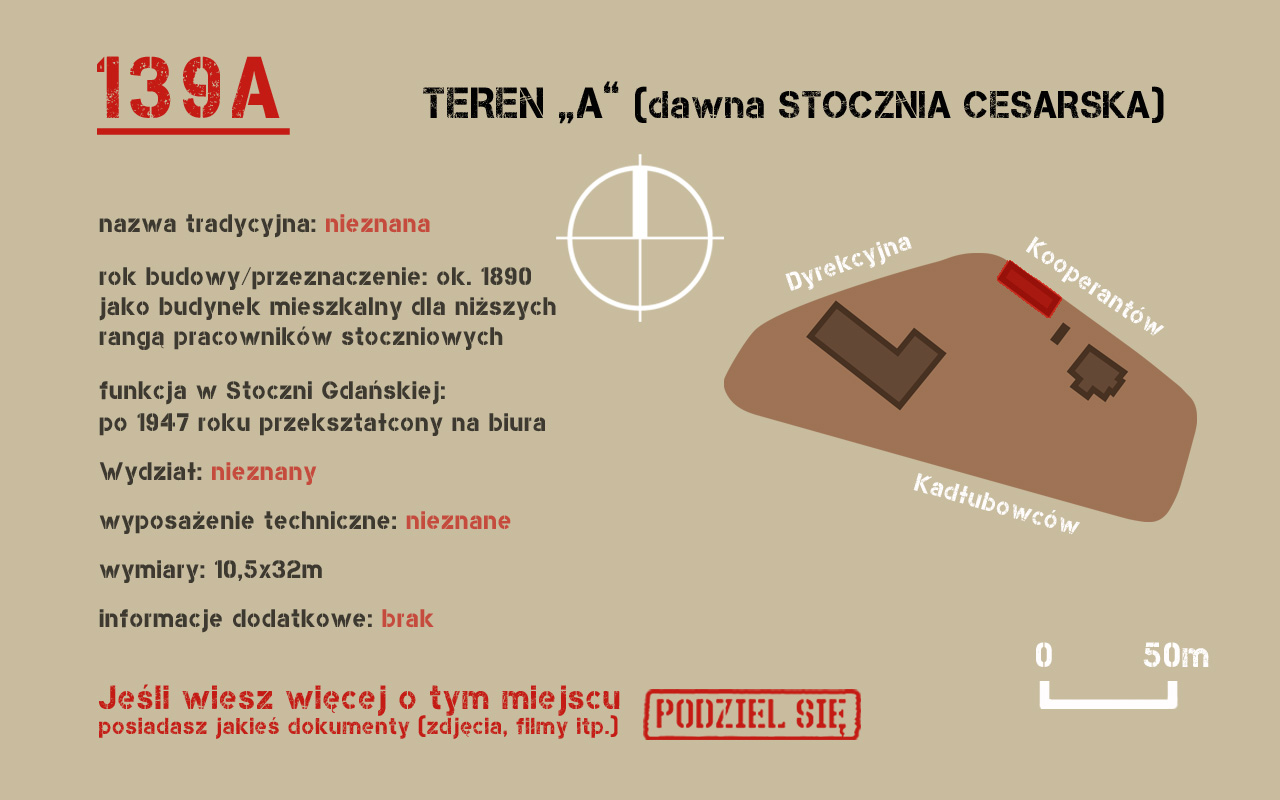 139A
TEREN „A“ (dawna STOCZNIA CESARSKA)
nazwa tradycyjna: nieznana
rok budowy/przeznaczenie: ok. 1890
jako budynek mieszkalny dla niższych
rangą pracowników stoczniowych
funkcja w Stoczni Gdańskiej:
po 1947 roku przekształcony na biura
Wydział: nieznany
wyposażenie techniczne: nieznane
wymiary: 10,5x32m
informacje dodatkowe: brak
Jeśli wiesz więcej o tym miejscu
posiadasz jakieś dokumenty (zdjęcia, filmy itp.)
PODZIEL SIĘ
Dyrekcyjna
Kooperantów
Kadłubowców
0 50m